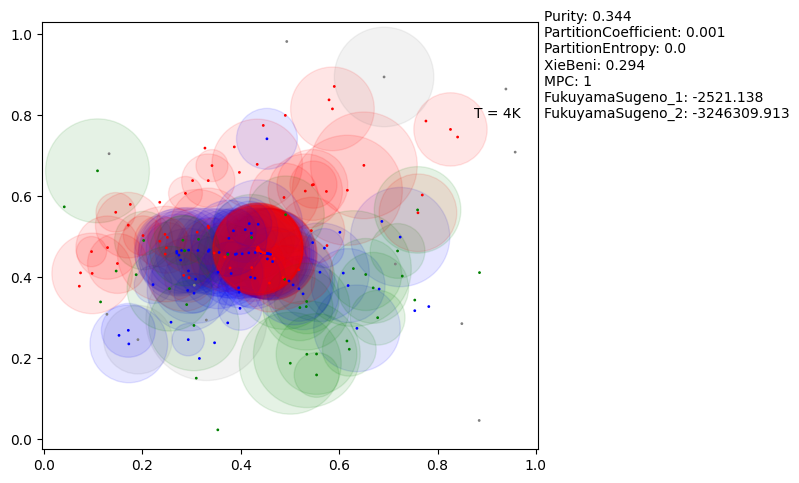 Purity: 0.344
PartitionCoefficient: 0.001
PartitionEntropy: 0.0
XieBeni: 0.294
MPC: 1
FukuyamaSugeno_1: -2521.138
FukuyamaSugeno_2: -3246309.913
T = 4K
1.0
0.8
0.6
0.4
0.2
0.0
0.0 0.2 0.4 0.6 0.8 1.0